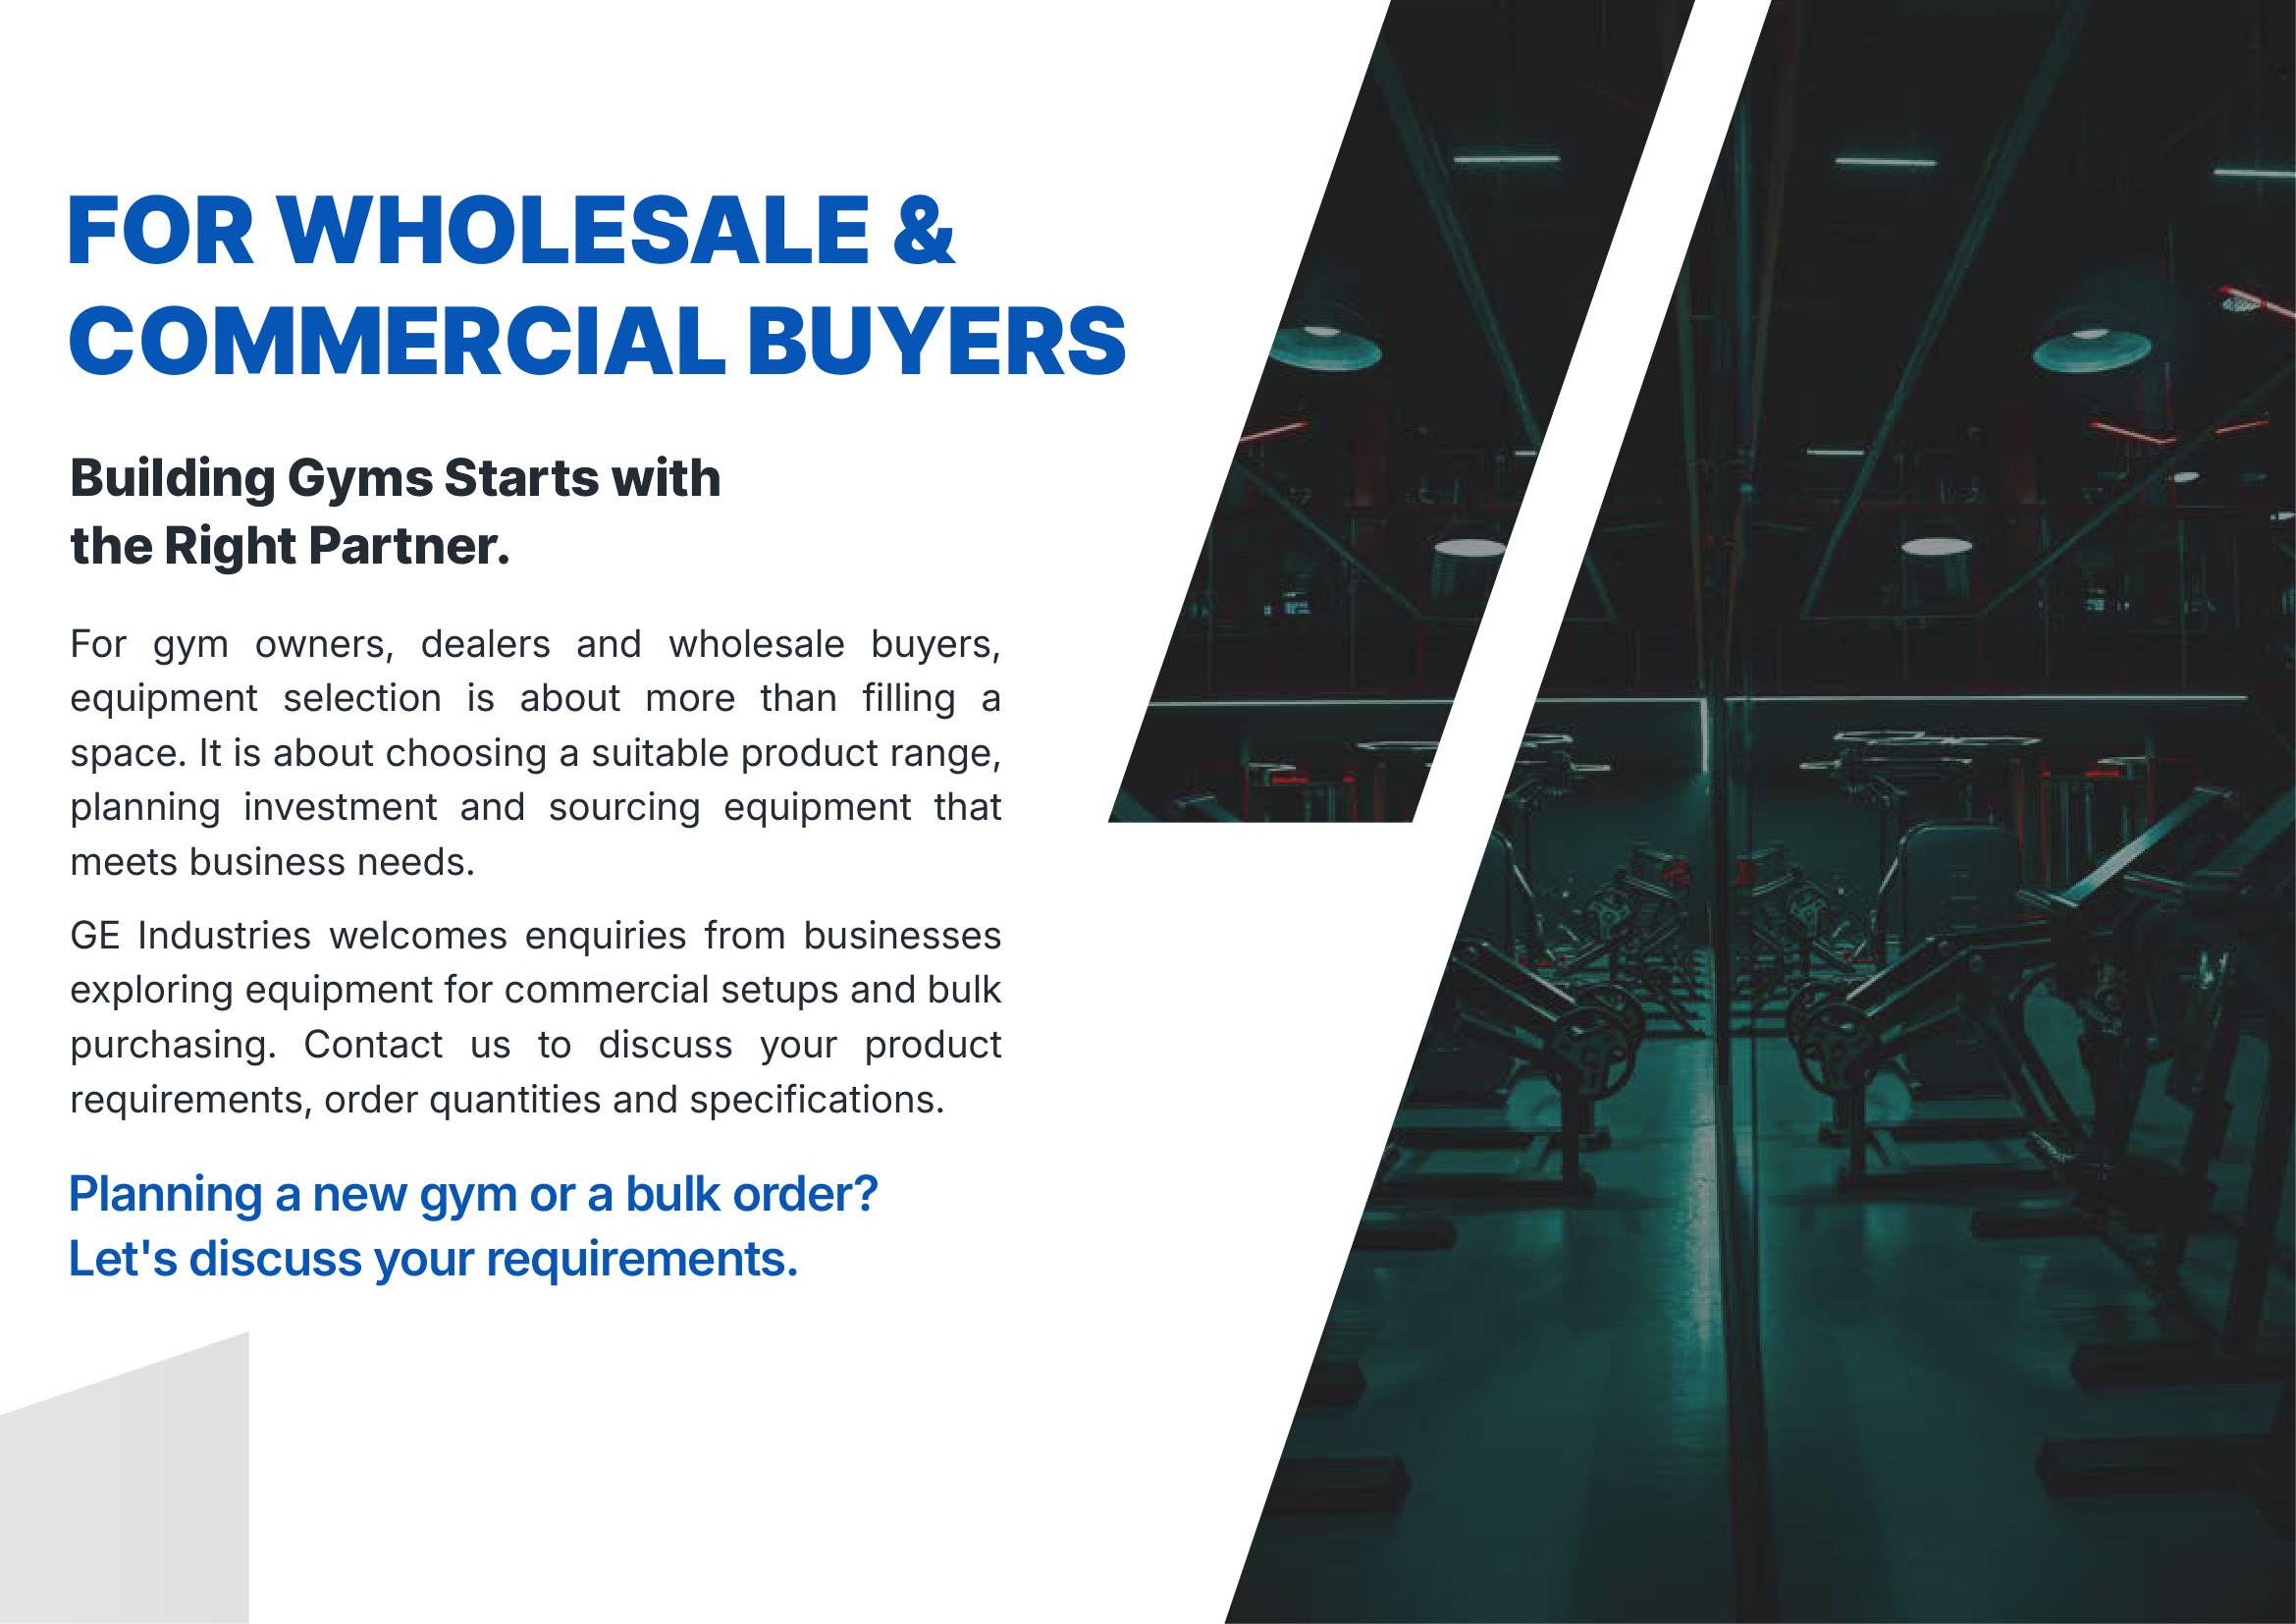 FOR WHOLESALE &
COMMERCIAL BUYERS
Building Gyms Starts with
the Right Partner.
For gym owners, dealers and wholesale buyers,
equipment selection is about more than filling a
space. It is about choosing a suitable product range,
planning investment and sourcing equipment that
meets business needs.
GE Industries welcomes enquiries from businesses
exploring equipment for commercial setups and bulk
purchasing. Contact us to discuss your product
requirements, order quantities and specifications.
Planning a new gym or a bulk order?
Let's discuss your requirements.